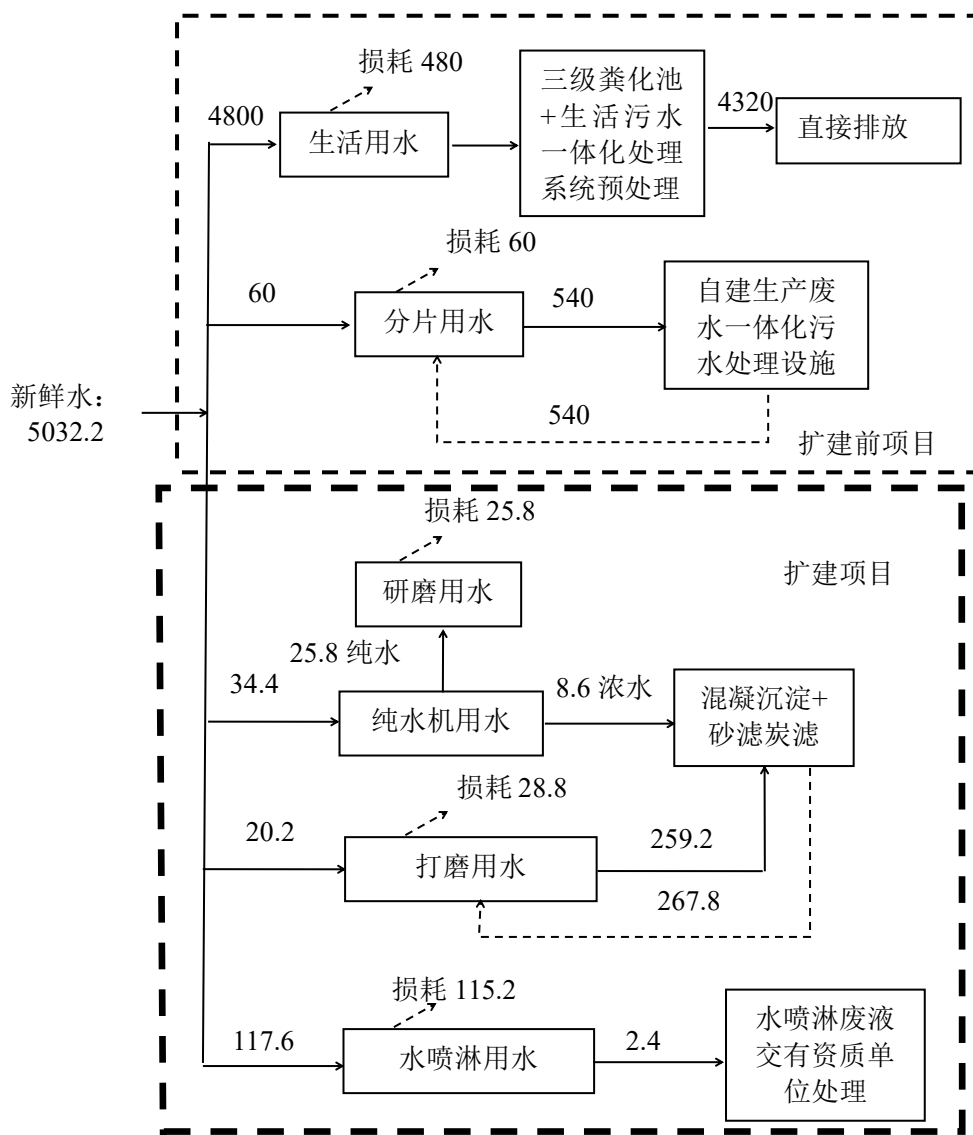 损耗 480
4800
生活用水
三级粪化池
+生活污水
一体化处理
系统预处理
4320
直接排放
损耗 60
60
分片用水
540
自建生产废
水一体化污
水处理设施
540
扩建前项目
新鲜水：
5032.2
损耗 25.8
扩建项目
研磨用水
25.8 纯水
34.4
纯水机用水
8.6 浓水
混凝沉淀+
砂滤炭滤
损耗 28.8
20.2
打磨用水
259.2
267.8
损耗 115.2
117.6
水喷淋用水
2.4
水喷淋废液
交有资质单
位处理